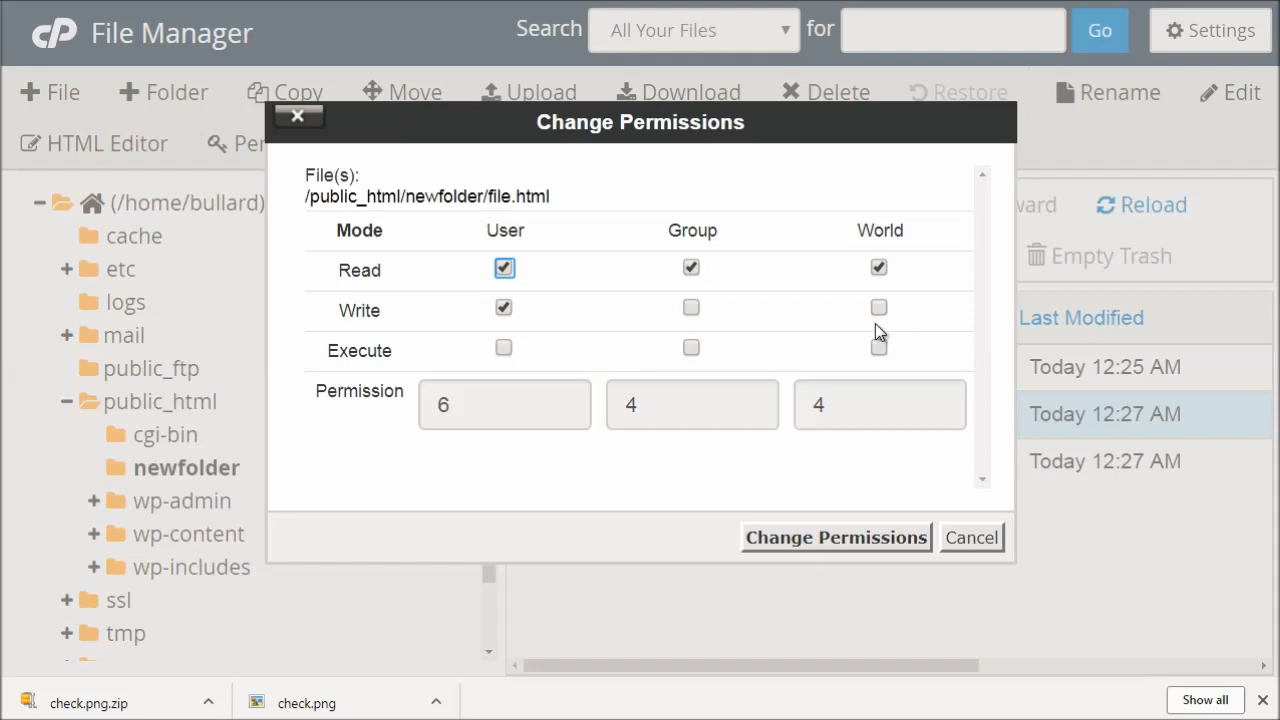 cP File Manager Search All Your Files for Go Settings
File Folder Copy Move Upload Download Delete Restore Rename Edit
HTML Editor Per
Change Permissions
File(s):
/public_html/newfolder/file.html
Mode User Group World
Read
Write
Execute
Permission 6 4 4
Change Permissions Cancel
(/home/bullard)
cache
etc
logs
mail
public_ftp
public_html
cgi-bin
newfolder
wp-admin
wp-content
wp-includes
ssl
tmp
ward Reload
Empty Trash
Last Modified
Today 12:25 AM
Today 12:27 AM
Today 12:27 AM
check.png.zip check.png Show all